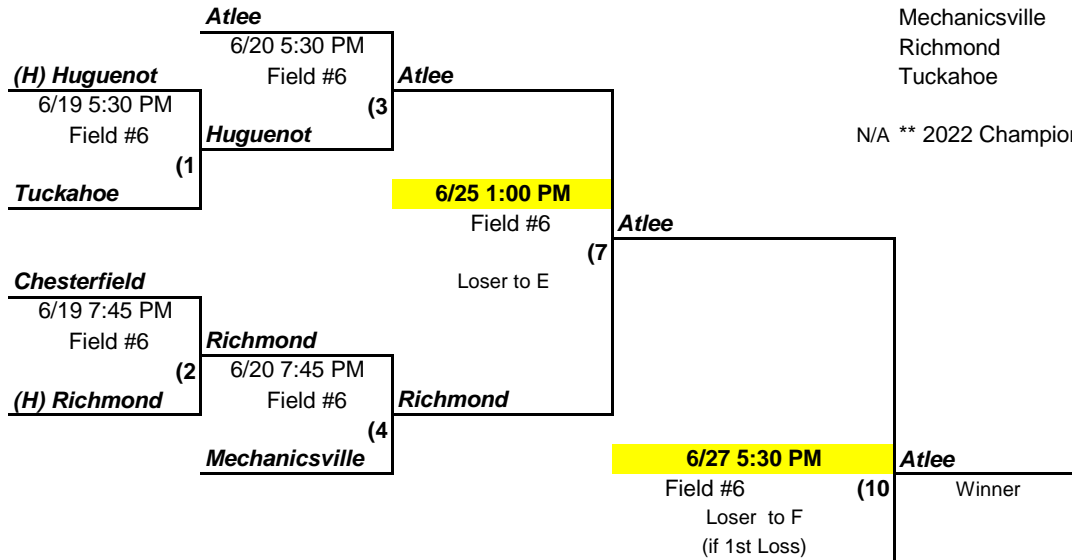 Atlee
Mechanicsville
6/20 5:30 PM
Richmond
(H) Huguenot
Field #6
Atlee
Tuckahoe
6/19 5:30 PM
(3
Field #6
Huguenot
N/A ** 2022 Champion
(1
Tuckahoe
6/25 1:00 PM
Field #6
Atlee
(7
Chesterfield
Loser to E
6/19 7:45 PM
Field #6
Richmond
(2
6/20 7:45 PM
(H) Richmond
Field #6
Richmond
(4
Mechanicsville
6/27 5:30 PM
Atlee
Field #6
(10
Winner
Loser to F
(if 1st Loss)